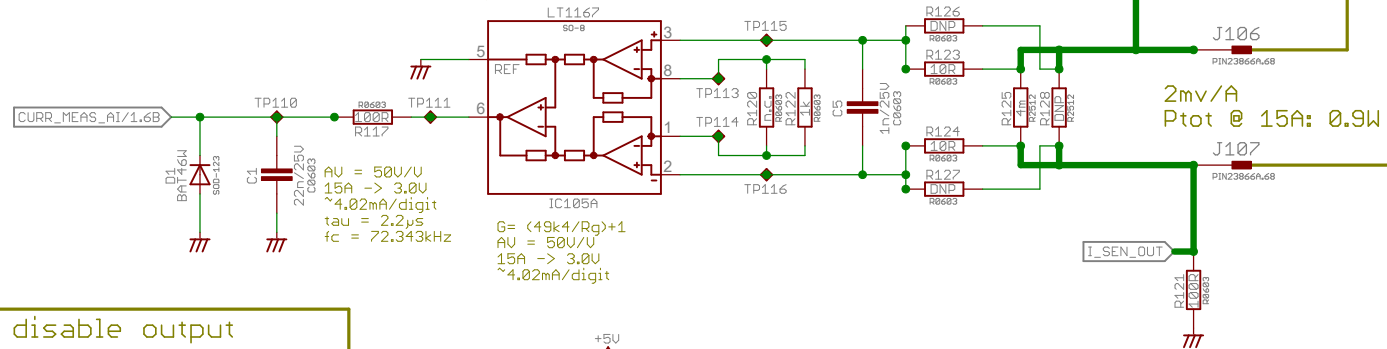 LT1167
SO-8
3
8
1
2
5
REF
6
IC105A
CURR_MEAS_AI/1.6B
TP110
R0603
100R
R117
TP111
D1
BAT46W
SOD-123
C1
22n/25V
C0603
AV = 50V/V
15A -> 3.0V
~4.02mA/digit
tau = 2.2µs
fc = 72.343kHz
G= (49k4/Rg)+1
AV = 50V/V
15A -> 3.0V
~4.02mA/digit
TP115
TP113
TP114
TP116
R120
n.c.
R0603
R122
1k
R0603
C5
1n/25V
C0603
R126
DNP
R0603
R123
10R
R0603
R124
10R
R0603
R127
DNP
R0603
R125
4m
R2512
R128
DNP
R2512
J106
PIN23866A.68
2mv/A
Ptot @ 15A: 0.9W
J107
PIN23866A.68
I_SEN_OUT
R121
100R
R0603
disable output
+5V